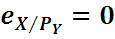 e_{X/P_Y} = 0